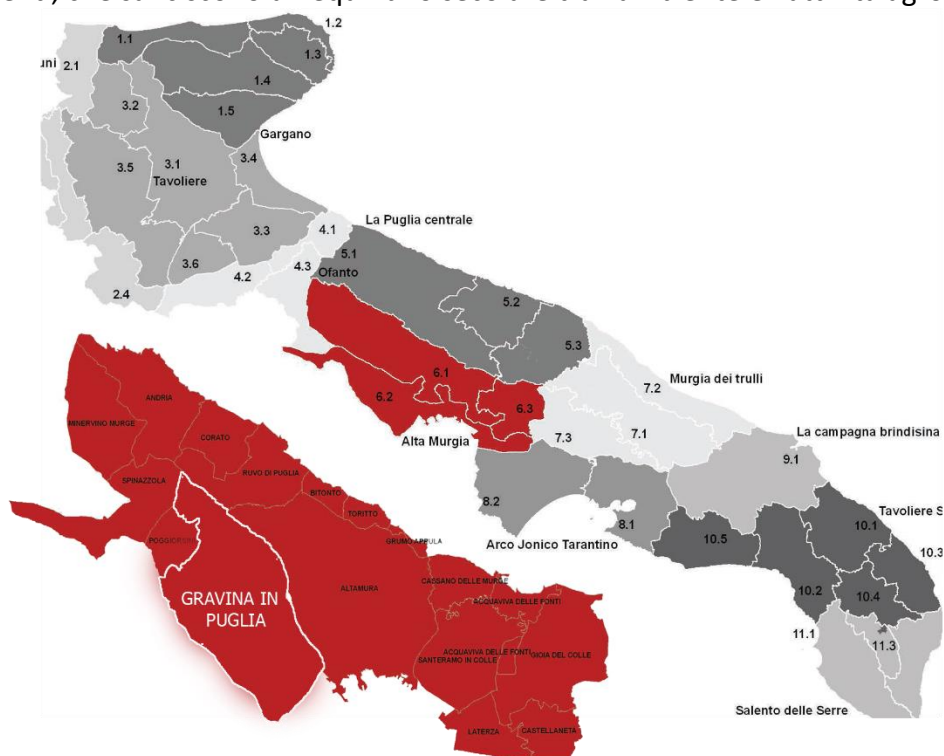 1.1
1.2
1.3
2.1
1.4
3.2
1.5
Gargano
3.5
3.1
3.4
Tavoliere
La Puglia centrale
3.3
4.1
5.1
3.6
4.2
4.3
Ofanto
2.4
5.2
5.3
6.1
7.2
Murgia dei trulli
6.2
6.3
Alta Murgia
7.3
7.1
La campagna brindisina
9.1
8.2
8.1
Arco Jonico Tarantino
10.5
Tavoliere S
10.1
10.3
10.2
10.4
11.1
11.3
Salento delle Serre
ANDRIA
MINERVINO MURGE
CORATO
RUVO DI PUGLIA
SPINAZZOLA
BITONTO
TORITTO
GRUMO APPULA
GRAVINA IN
PUGLIA
ALTAMURA
CASSANO DELLE MURGE
ACQUAVIVA DELLE FONTI
ACQUAVIVA DELLE FONTI
SANTERAMO IN COLLE
GIOIA DEL COLLE
LATERZA
CASTELLANETA